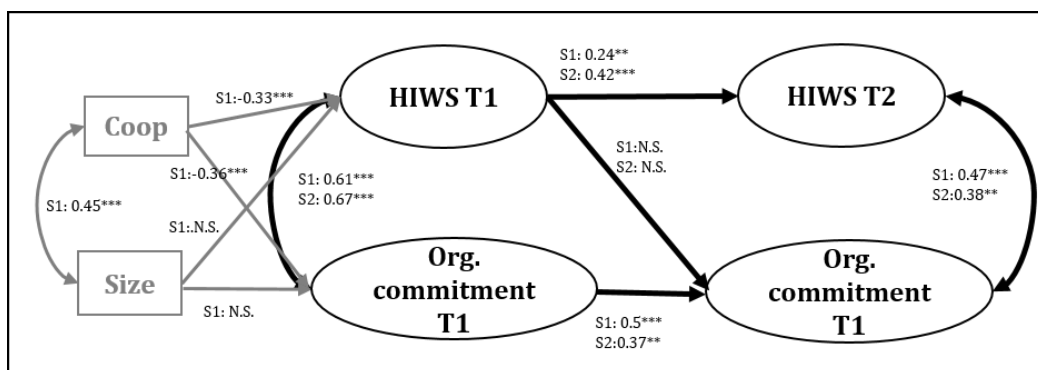 S1: 0.24**
S2: 0.42***
HIWS T1
HIWS T2
S1:-0.33***
Coop
S1:N.S.
S2: N.S.
S1:-0.36***
S1: 0.61***
S2: 0.67***
S1: 0.47***
S2:0.38**
S1: 0.45***
S1:.N.S.
Org.
commitment
T1
Org.
commitment
T1
Size
S1: N.S.
S1: 0.5***
S2:0.37**